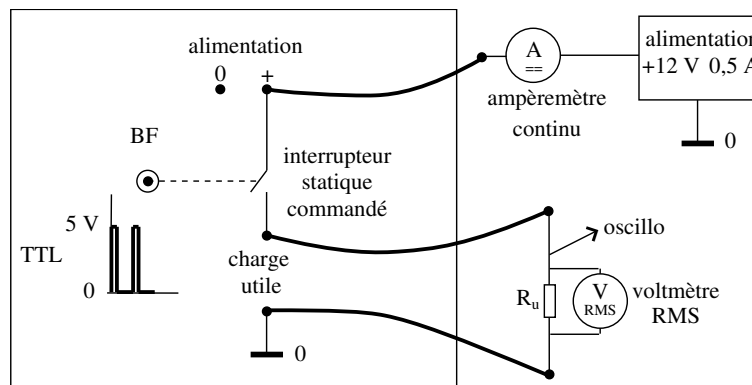 alimentation
0 +
BF
interrupteur
statique
commandé
5 V
TTL
0
charge
utile
0
A
==
ampèremètre
continu
alimentation
+12 V 0,5 A
0
oscillo
R_u
V
RMS
voltmètre
RMS